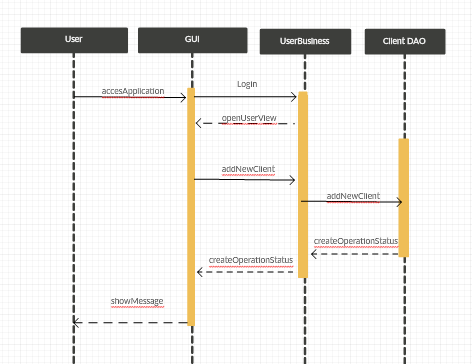 User
GUI
UserBusiness
Client DAO
accesApplication
Login
openUserView
addNewClient
addNewClient
createOperationStatus
createOperationStatus
showMessage